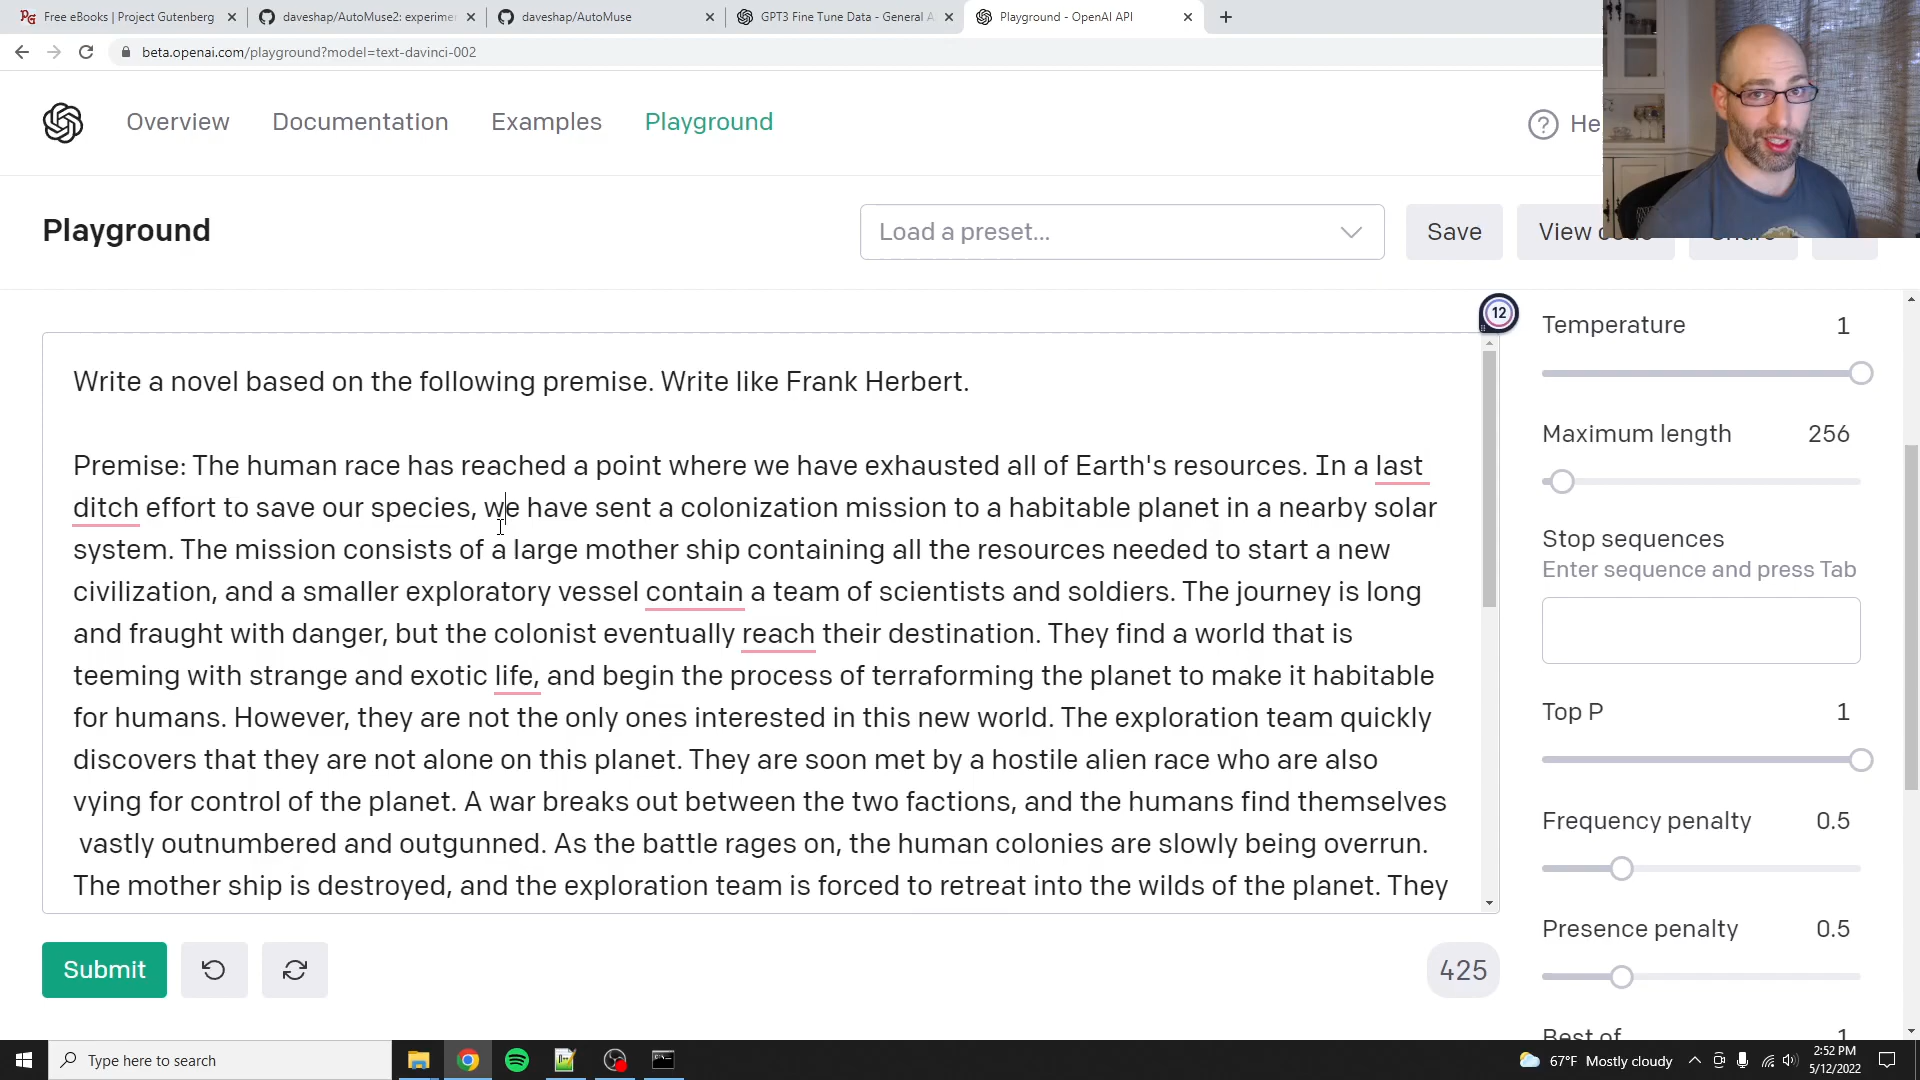 Free eBooks | Project Gutenberg
daveshap/AutoMuse2: experimen
daveshap/AutoMuse
GPT3 Fine Tune Data - General A
Playground - OpenAI API
beta.openai.com/playground?model=text-davinci-002
Overview
Documentation
Examples
Playground
He
Playground
Load a preset...
Save
View code
Share
12
Write a novel based on the following premise. Write like Frank Herbert.
Premise: The human race has reached a point where we have exhausted all of Earth's resources. In a last
ditch effort to save our species, we have sent a colonization mission to a habitable planet in a nearby solar
system. The mission consists of a large mother ship containing all the resources needed to start a new
civilization, and a smaller exploratory vessel contain a team of scientists and soldiers. The journey is long
and fraught with danger, but the colonist eventually reach their destination. They find a world that is
teeming with strange and exotic life, and begin the process of terraforming the planet to make it habitable
for humans. However, they are not the only ones interested in this new world. The exploration team quickly
discovers that they are not alone on this planet. They are soon met by a hostile alien race who are also
vying for control of the planet. A war breaks out between the two factions, and the humans find themselves
vastly outnumbered and outgunned. As the battle rages on, the human colonies are slowly being overrun.
The mother ship is destroyed, and the exploration team is forced to retreat into the wilds of the planet. They
Temperature 1
Maximum length 256
Stop sequences
Enter sequence and press Tab
Top P 1
Frequency penalty 0.5
Presence penalty 0.5
Best of 1
Submit
425
Type here to search
67°F Mostly cloudy
2:52 PM
5/12/2022